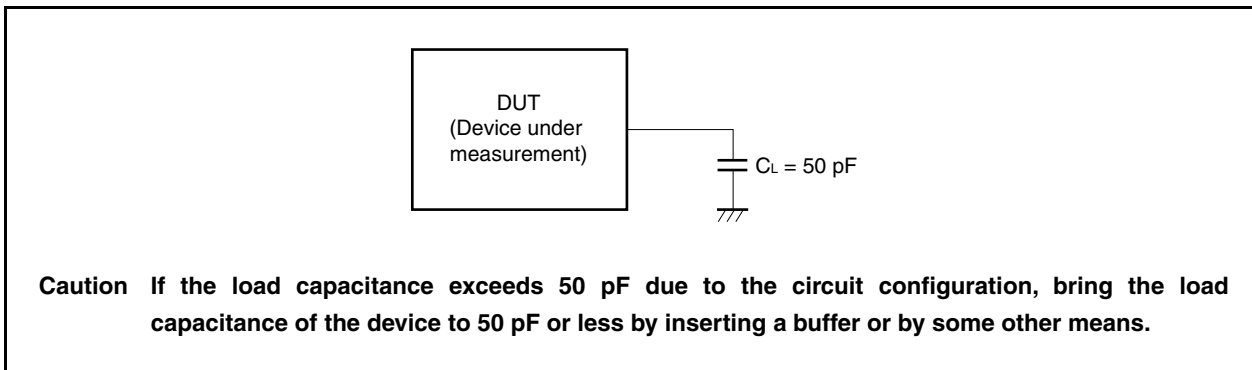 DUT
(Device under
measurement)
CL = 50 pF
Caution If the load capacitance exceeds 50 pF due to the circuit configuration, bring the load
capacitance of the device to 50 pF or less by inserting a buffer or by some other means.